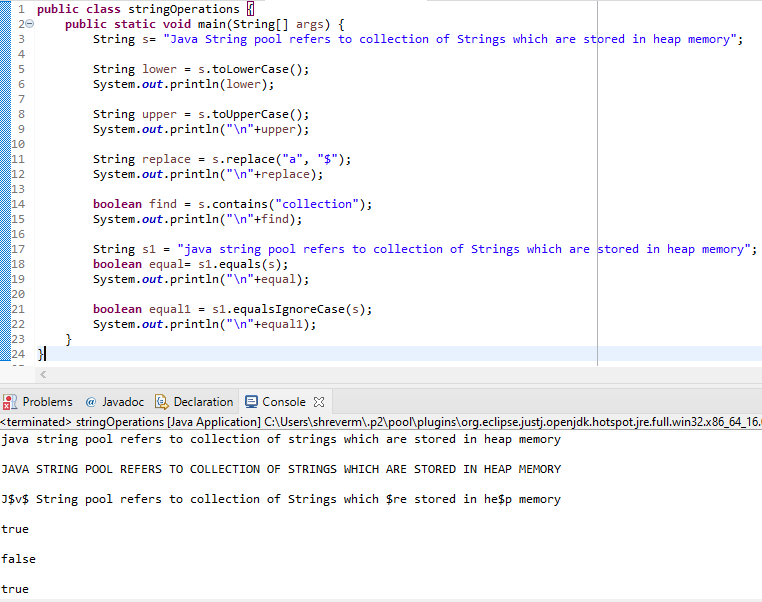 1 public class stringOperations {
2 public static void main(String[] args) {
3 String s= "Java String pool refers to collection of Strings which are stored in heap memory";
4
5 String lower = s.toLowerCase();
6 System.out.println(lower);
7
8 String upper = s.toUpperCase();
9 System.out.println("\n"+upper);
10
11 String replace = s.replace("a", "$");
12 System.out.println("\n"+replace);
13
14 boolean find = s.contains("collection");
15 System.out.println("\n"+find);
16
17 String s1 = "java string pool refers to collection of Strings which are stored in heap memory";
18 boolean equal= s1.equals(s);
19 System.out.println("\n"+equal);
20
21 boolean equal1 = s1.equalsIgnoreCase(s);
22 System.out.println("\n"+equal1);
23 }
24 }
Problems @ Javadoc Declaration Console
<terminated> stringOperations [Java Application] C:\Users\shreverm\.p2\pool\plugins\org.eclipse.justj.openjdk.hotspot.jre.full.win32.x86_64_16.
java string pool refers to collection of strings which are stored in heap memory
JAVA STRING POOL REFERS TO COLLECTION OF STRINGS WHICH ARE STORED IN HEAP MEMORY
J$v$ String pool refers to collection of Strings which $re stored in he$p memory
true
false
true